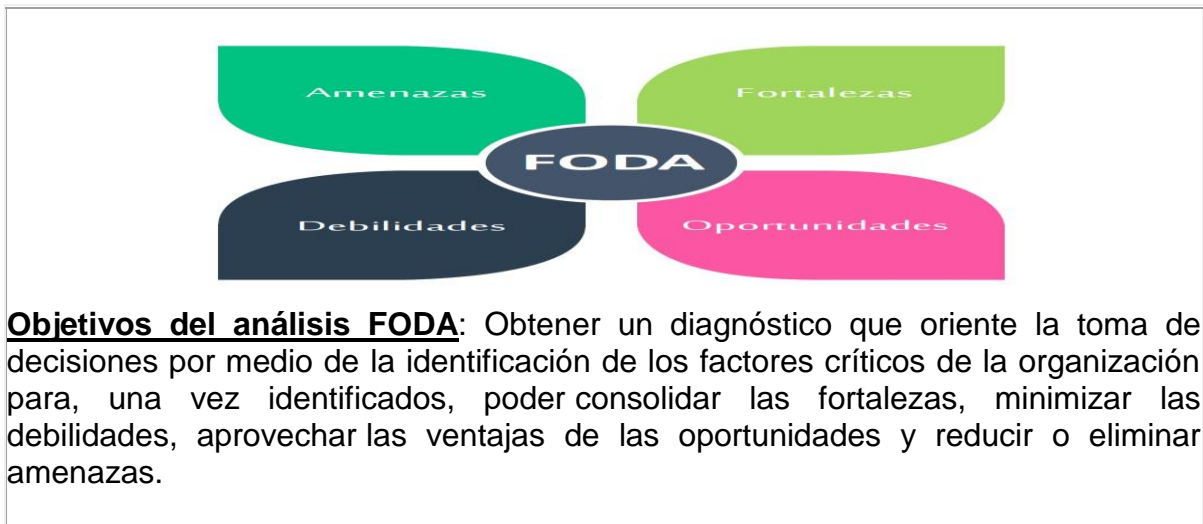 Amenazas
Fortalezas
FODA
Debilidades
Oportunidades
Objetivos del análisis FODA: Obtener un diagnóstico que oriente la toma de
decisiones por medio de la identificación de los factores críticos de la organización
para, una vez identificados, poder consolidar las fortalezas, minimizar las
debilidades, aprovechar las ventajas de las oportunidades y reducir o eliminar
amenazas.